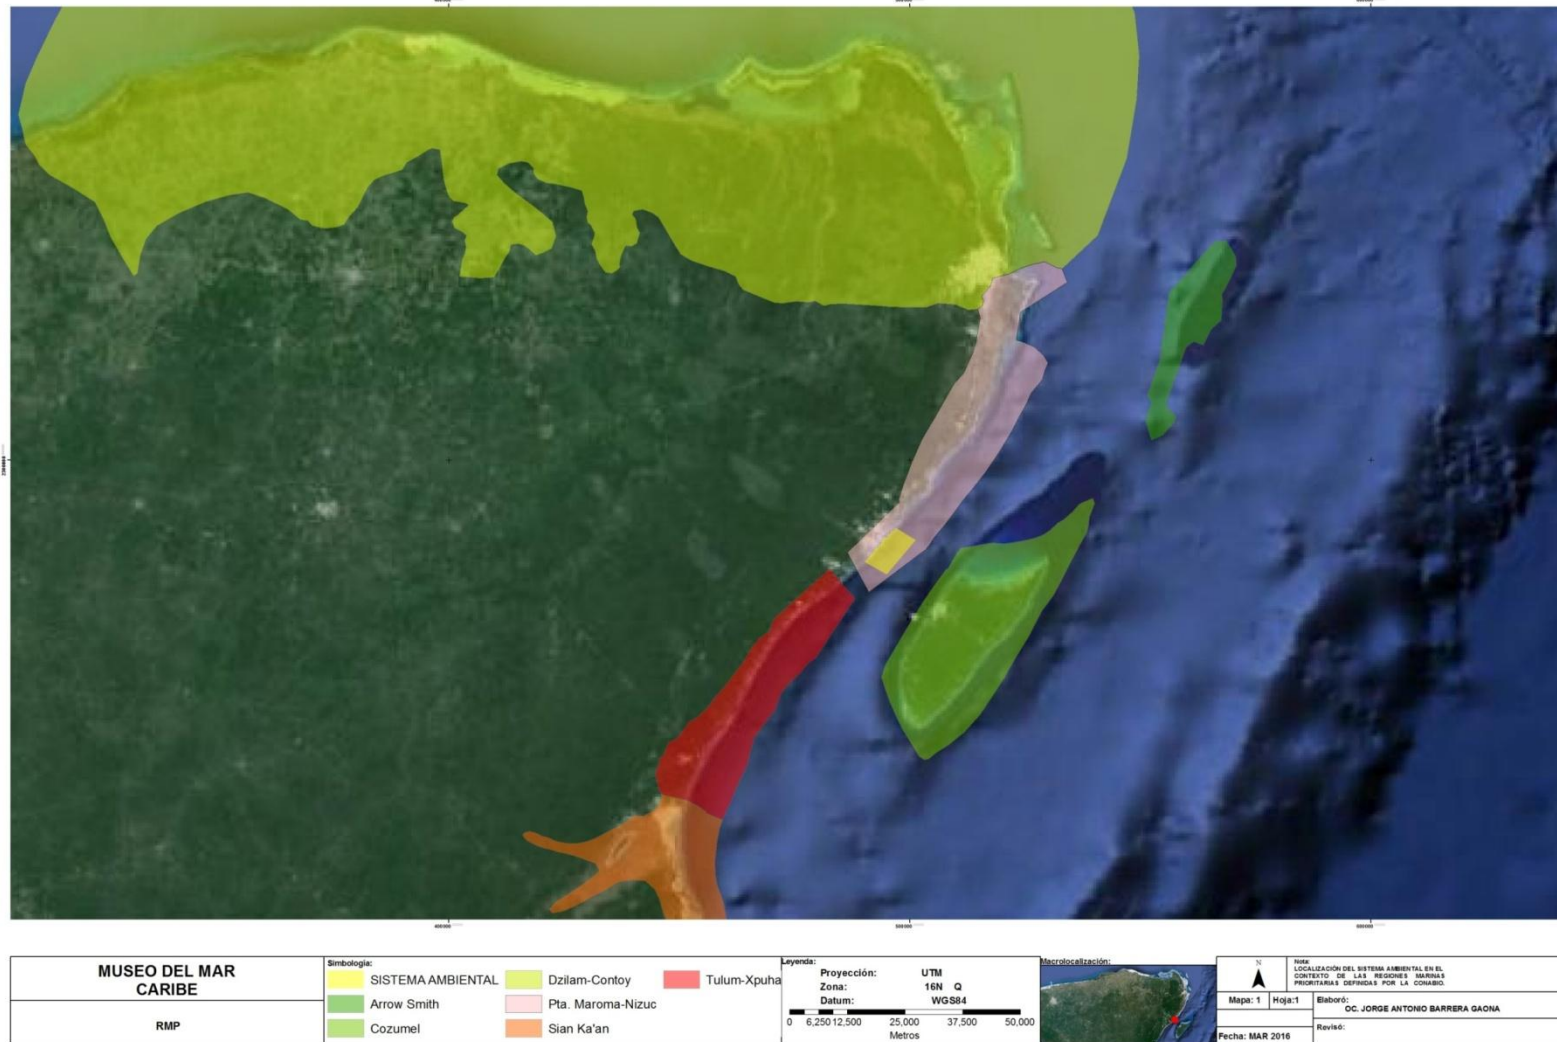 MUSEO DEL MAR
CARIBE
RMP
Simbología:
SISTEMA AMBIENTAL
Arrow Smith
Cozumel
Dzilam-Contoy
Pta. Maroma-Nizuc
Sian Ka'an
Tulum-Xpuha
Leyenda:
Proyección: UTM
Zona: 16N Q
Datum: WGS84
0 6,250 12,500 25,000 37,500 50,000
Metros
Macrolocalización:
N
Mapa: 1 Hoja:1
Fecha: MAR 2016
Nota:
LOCALIZACIÓN DEL SISTEMA AMBIENTAL EN EL
CONTEXTO DE LAS REGIONES MARINAS
PRIORITARIAS DEFINIDAS POR LA CONABIO.
Elaboró:
OC. JORGE ANTONIO BARRERA GAONA
Revisó: